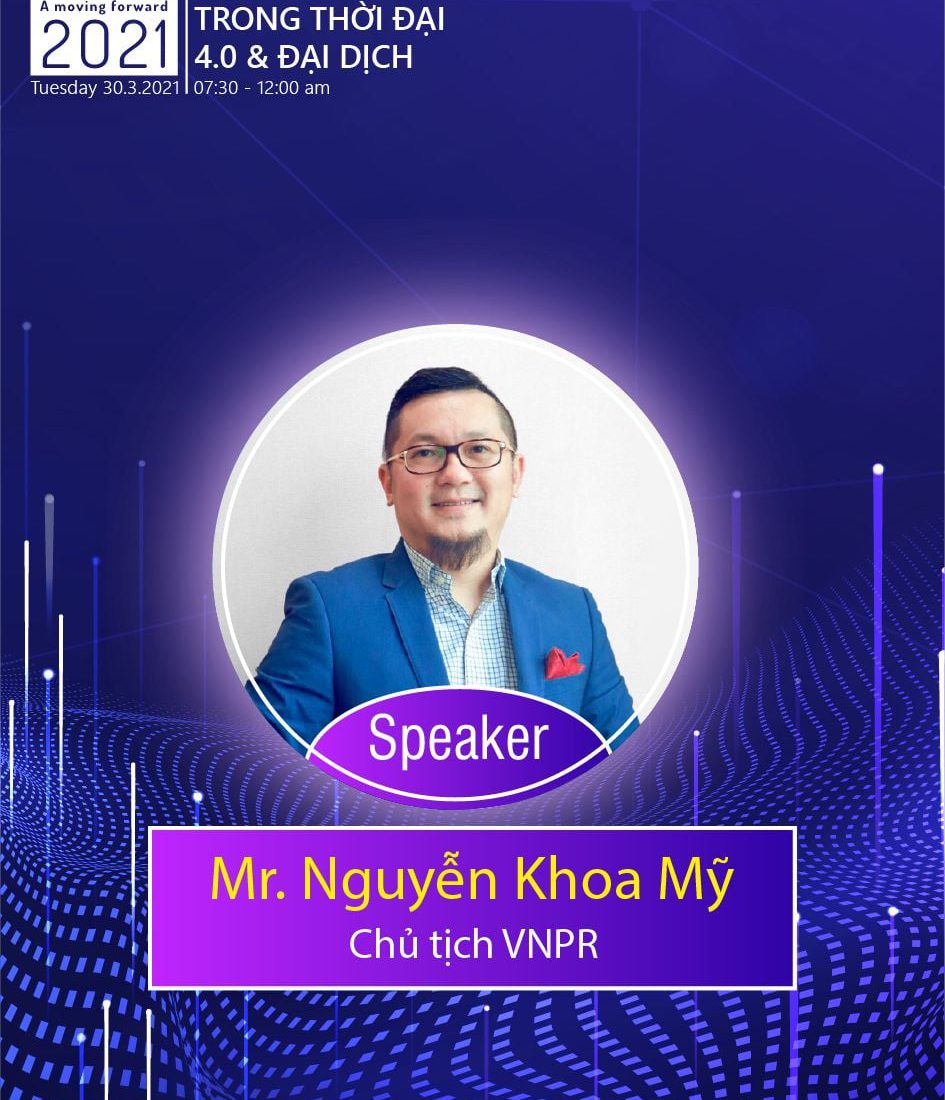 A moving forward
2021
Tuesday 30.3.2021
TRONG THỜI ĐẠI
4.0 & ĐẠI DỊCH
07:30 - 12:00 am
Speaker
Mr. Nguyễn Khoa Mỹ
Chủ tịch VNPR